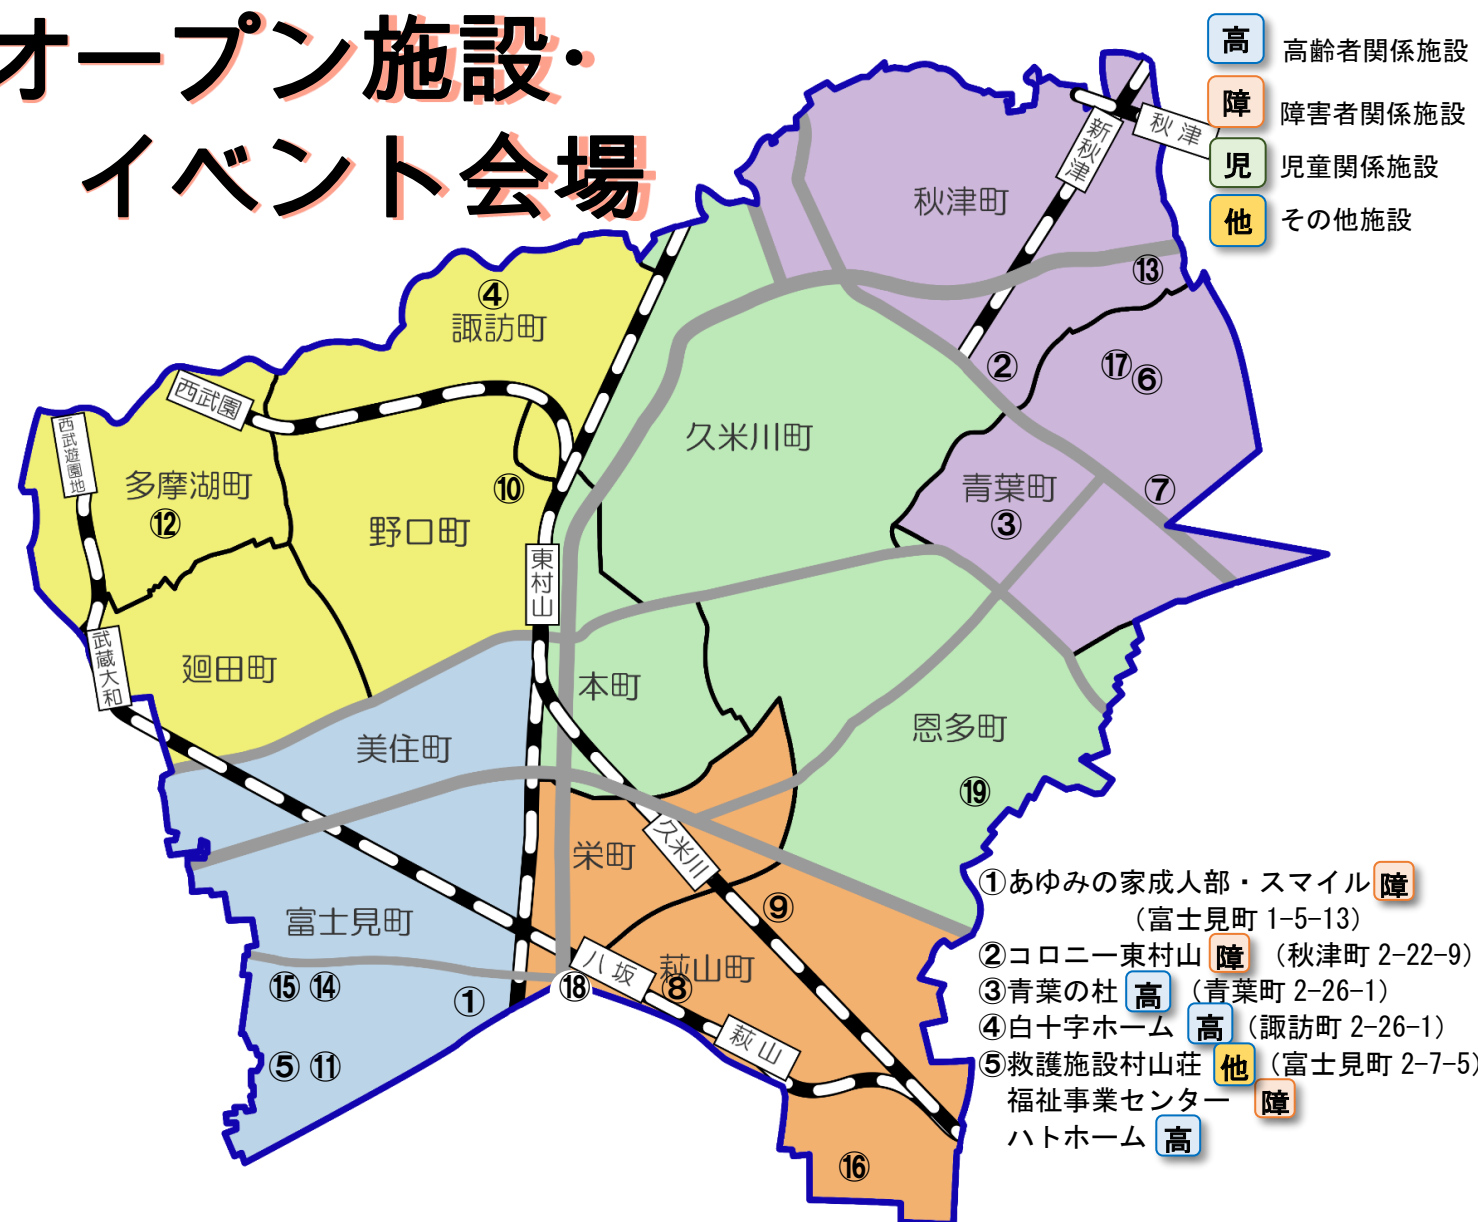 オープン施設・
イベント会場
高 高齢者関係施設
障 障害者関係施設
児 児童関係施設
他 その他施設
秋津
新秋津
秋津町
⑬
④
諏訪町
②
⑰⑥
西武園
西武遊園地
久米川町
多摩湖町
⑫
⑩
野口町
青葉町
③
⑦
東村山
武蔵大和
廻田町
本町
美住町
恩多町
⑲
栄町
久米川
⑨
富士見町
八坂
萩山町
⑧
⑮⑭
①
⑱
萩山
⑤⑪
⑯
①あゆみの家成人部・スマイル 障
（富士見町 1-5-13）
②コロニー東村山 障 （秋津町 2-22-9）
③青葉の杜 高 （青葉町 2-26-1）
④白十字ホーム 高 （諏訪町 2-26-1）
⑤救護施設村山荘 他 （富士見町 2-7-5）
福祉事業センター 障
ハトホーム 高